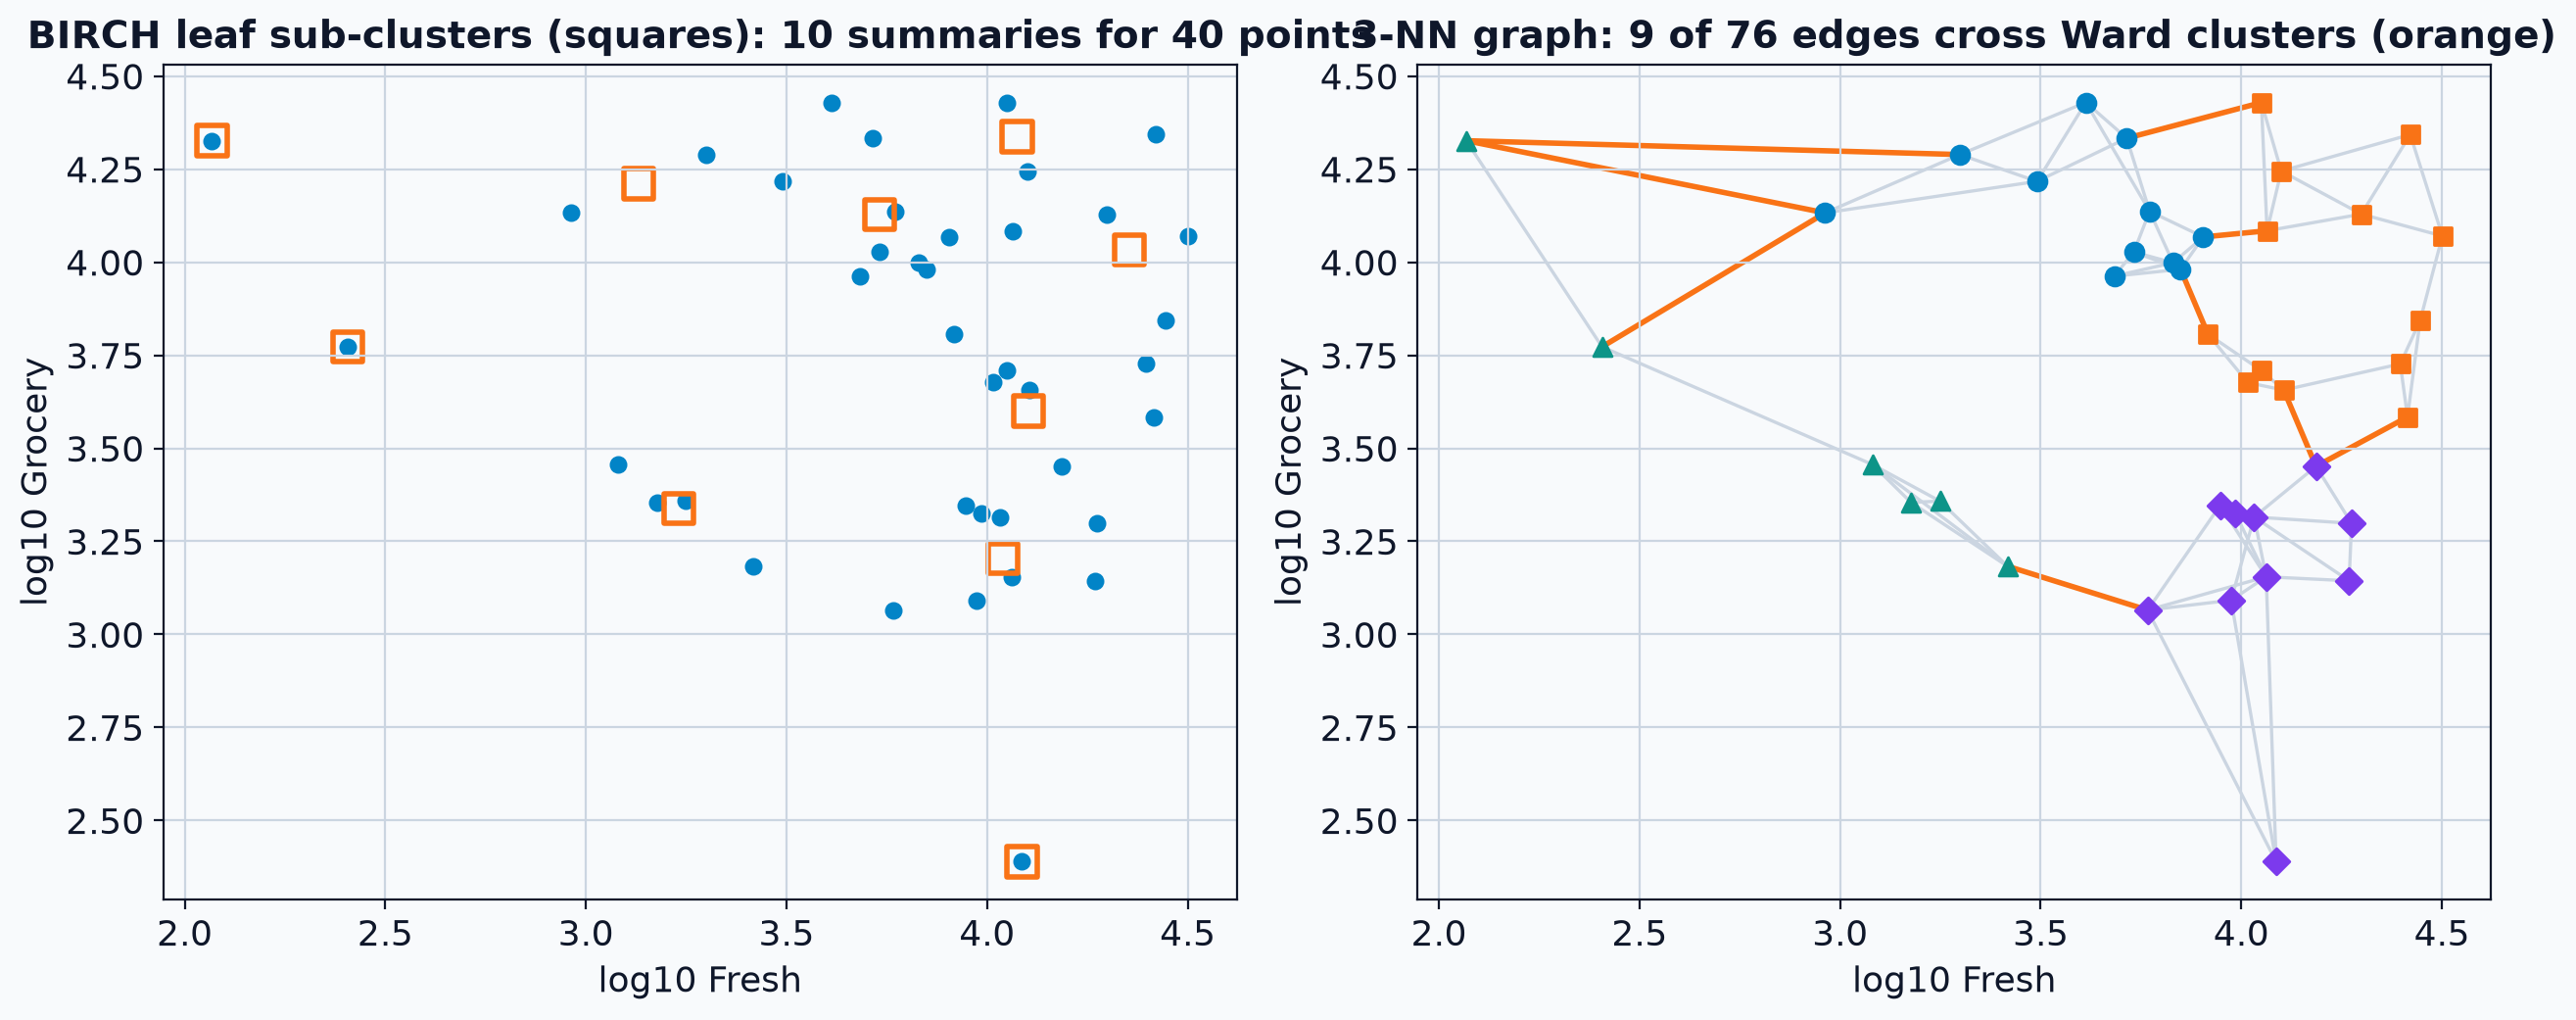 BIRCH leaf sub-clusters (squares): 10 summaries for 40 points
4.50
4.25
4.00
3.75
3.50
3.25
3.00
2.75
2.50
log10 Grocery
2.0 2.5 3.0 3.5 4.0 4.5
log10 Fresh
3-NN graph: 9 of 76 edges cross Ward clusters (orange)
4.50
4.25
4.00
3.75
3.50
3.25
3.00
2.75
2.50
log10 Grocery
2.0 2.5 3.0 3.5 4.0 4.5
log10 Fresh